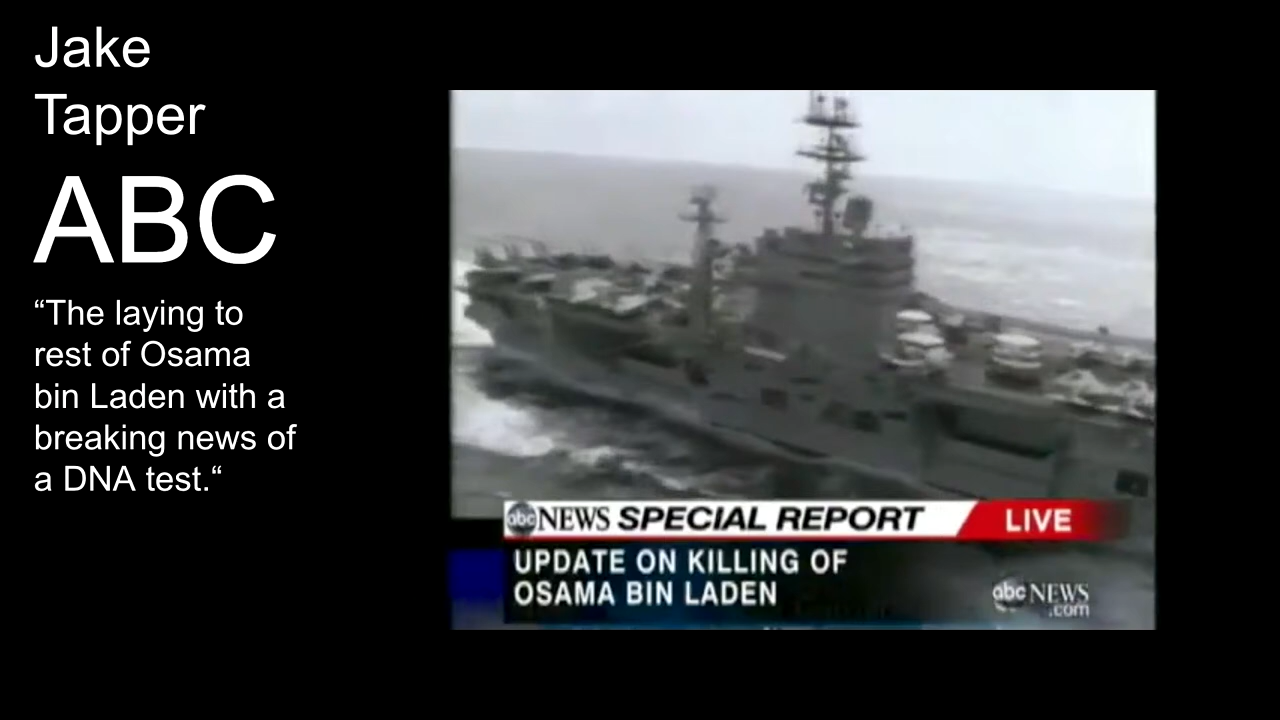 Jake
Tapper
ABC
“The laying to
rest of Osama
bin Laden with a
breaking news of
a DNA test.“
abc NEWS SPECIAL REPORT LIVE
UPDATE ON KILLING OF
OSAMA BIN LADEN
abc NEWS
.com